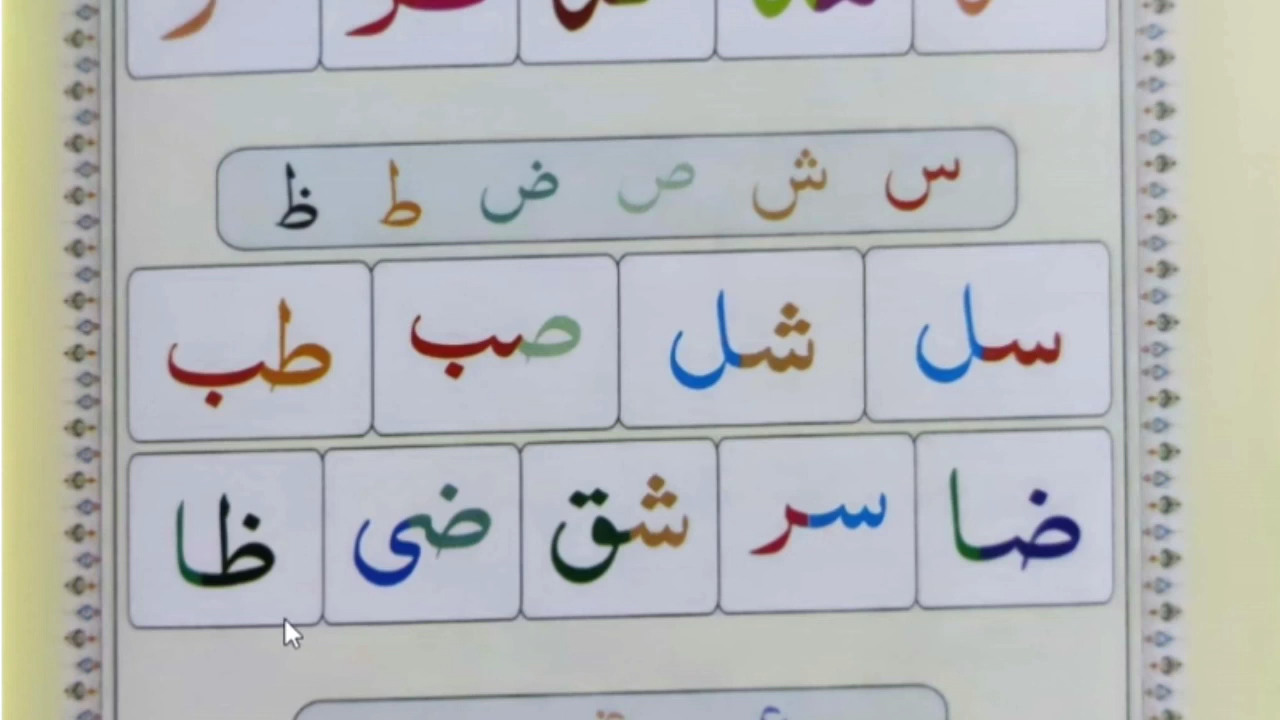 س ش ص ض ط ظ
سل شل صب طب
ضا سر شق ضى ظا